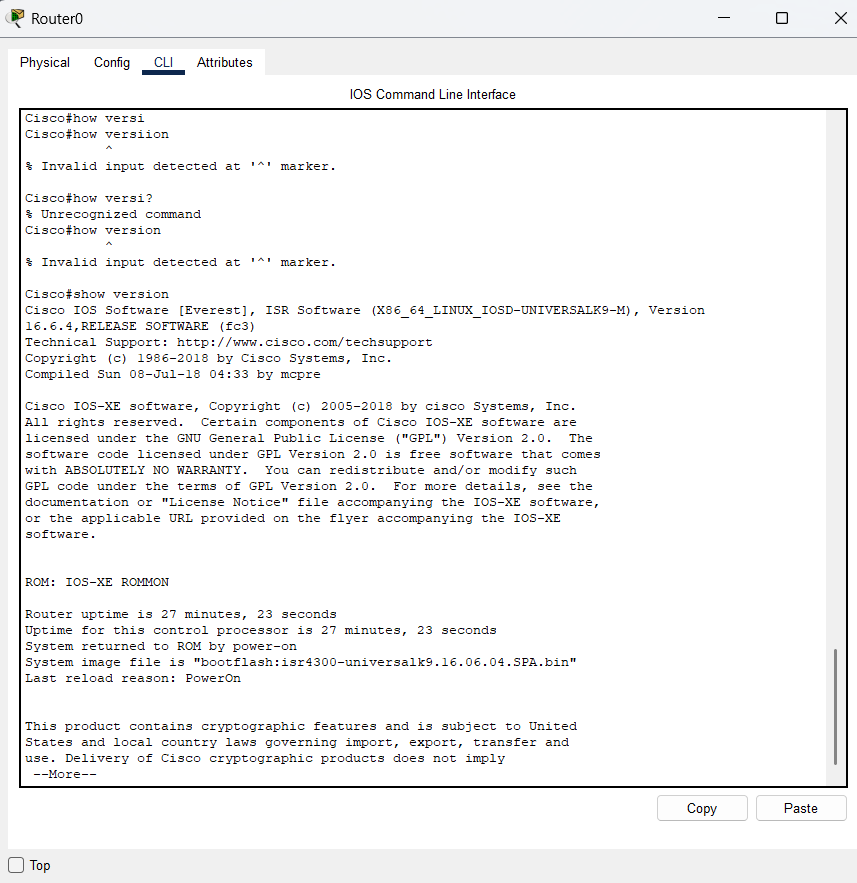 Router0
Physical Config CLI Attributes
IOS Command Line Interface
Cisco#how versi
Cisco#how versiion
^
% Invalid input detected at '^' marker.
Cisco#how versi?
% Unrecognized command
Cisco#how version
^
% Invalid input detected at '^' marker.
Cisco#show version
Cisco IOS Software [Everest], ISR Software (X86_64_LINUX_IOSD-UNIVERSALK9-M), Version
16.6.4,RELEASE SOFTWARE (fc3)
Technical Support: http://www.cisco.com/techsupport
Copyright (c) 1986-2018 by Cisco Systems, Inc.
Compiled Sun 08-Jul-18 04:33 by mcpre
Cisco IOS-XE software, Copyright (c) 2005-2018 by cisco Systems, Inc.
All rights reserved.  Certain components of Cisco IOS-XE software are
licensed under the GNU General Public License ("GPL") Version 2.0.  The
software code licensed under GPL Version 2.0 is free software that comes
with ABSOLUTELY NO WARRANTY.  You can redistribute and/or modify such
GPL code under the terms of GPL Version 2.0.  For more details, see the
documentation or "License Notice" file accompanying the IOS-XE software,
or the applicable URL provided on the flyer accompanying the IOS-XE
software.
ROM: IOS-XE ROMMON
Router uptime is 27 minutes, 23 seconds
Uptime for this control processor is 27 minutes, 23 seconds
System returned to ROM by power-on
System image file is "bootflash:isr4300-universalk9.16.06.04.SPA.bin"
Last reload reason: PowerOn
This product contains cryptographic features and is subject to United
States and local country laws governing import, export, transfer and
use. Delivery of Cisco cryptographic products does not imply
--More--
Copy Paste
Top